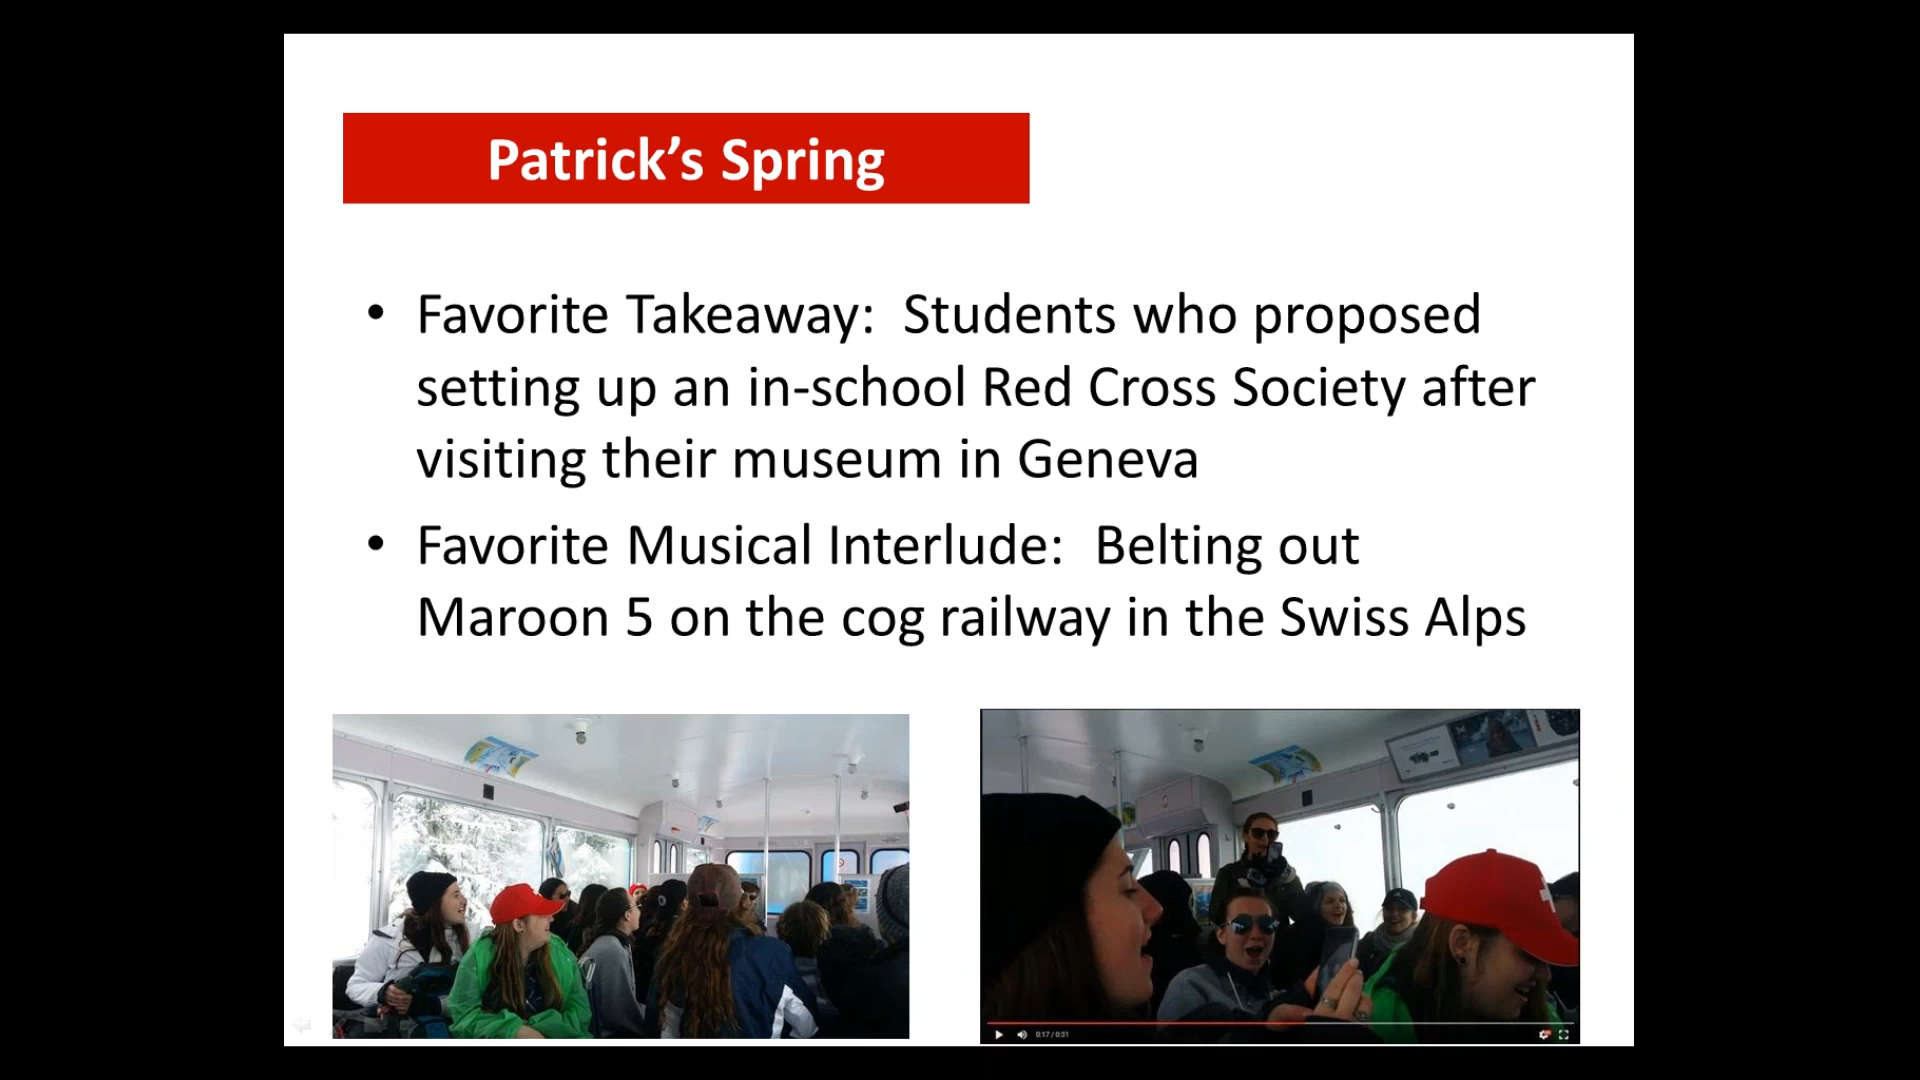 Patrick’s Spring
• Favorite Takeaway:  Students who proposed
setting up an in-school Red Cross Society after
visiting their museum in Geneva
• Favorite Musical Interlude:  Belting out
Maroon 5 on the cog railway in the Swiss Alps
0:17 / 0:31